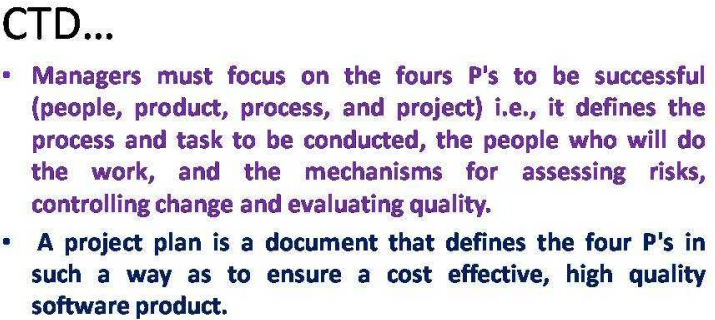 CTD...
• Managers must focus on the fours P's to be successful
(people, product, process, and project) i.e., it defines the
process and task to be conducted, the people who will do
the work, and the mechanisms for assessing risks,
controlling change and evaluating quality.
• A project plan is a document that defines the four P's in
such a way as to ensure a cost effective, high quality
software product.